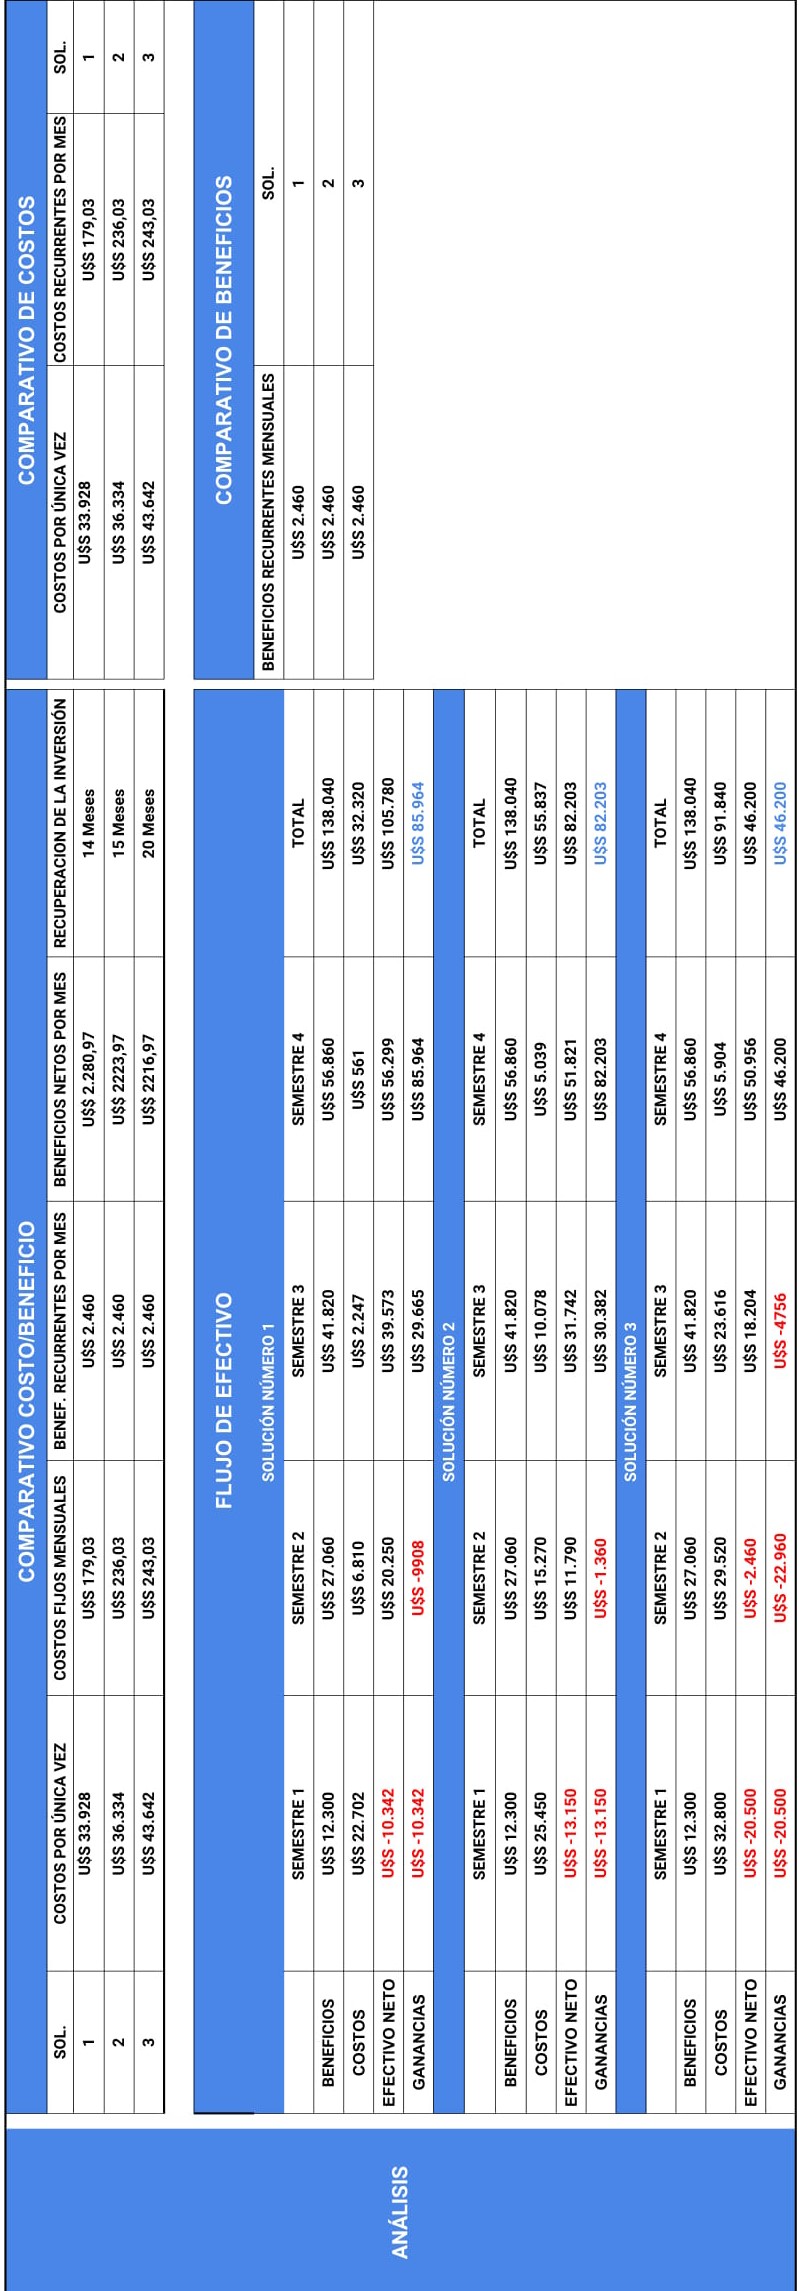 ANÁLISIS
COMPARATIVO COSTO/BENEFICIO
SOL. COSTOS POR ÚNICA VEZ COSTOS FIJOS MENSUALES BENEF. RECURRENTES POR MES BENEFICIOS NETOS POR MES RECUPERACION DE LA INVERSIÓN
1 U$S 33.928 U$S 179,03 U$S 2.460 U$$ 2.280,97 14 Meses
2 U$S 36.334 U$S 236,03 U$S 2.460 U$$ 2223,97 15 Meses
3 U$S 43.642 U$S 243,03 U$S 2.460 U$$ 2216,97 20 Meses
COMPARATIVO DE COSTOS
COSTOS POR ÚNICA VEZ COSTOS RECURRENTES POR MES SOL.
U$S 33.928 U$S 179,03 1
U$S 36.334 U$S 236,03 2
U$S 43.642 U$S 243,03 3
FLUJO DE EFECTIVO
SOLUCIÓN NÚMERO 1
SEMESTRE 1 SEMESTRE 2 SEMESTRE 3 SEMESTRE 4 TOTAL
BENEFICIOS U$S 12.300 U$S 27.060 U$S 41.820 U$S 56.860 U$S 138.040
COSTOS U$S 22.702 U$S 6.810 U$S 2.247 U$S 561 U$S 32.320
EFECTIVO NETO U$S -10.342 U$S 20.250 U$S 39.573 U$S 56.299 U$S 105.780
GANANCIAS U$S -10.342 U$S -9908 U$S 29.665 U$S 85.964 U$S 85.964
SOLUCIÓN NÚMERO 2
SEMESTRE 1 SEMESTRE 2 SEMESTRE 3 SEMESTRE 4 TOTAL
BENEFICIOS U$S 12.300 U$S 27.060 U$S 41.820 U$S 56.860 U$S 138.040
COSTOS U$S 25.450 U$S 15.270 U$S 10.078 U$S 5.039 U$S 55.837
EFECTIVO NETO U$S -13.150 U$S 11.790 U$S 31.742 U$S 51.821 U$S 82.203
GANANCIAS U$S -13.150 U$S -1.360 U$S 30.382 U$S 82.203 U$S 82.203
SOLUCIÓN NÚMERO 3
SEMESTRE 1 SEMESTRE 2 SEMESTRE 3 SEMESTRE 4 TOTAL
BENEFICIOS U$S 12.300 U$S 27.060 U$S 41.820 U$S 56.860 U$S 138.040
COSTOS U$S 32.800 U$S 29.520 U$S 23.616 U$S 5.904 U$S 91.840
EFECTIVO NETO U$S -20.500 U$S -2.460 U$S 18.204 U$S 50.956 U$S 46.200
GANANCIAS U$S -20.500 U$S -22.960 U$S -4756 U$S 46.200 U$S 46.200
COMPARATIVO DE BENEFICIOS
BENEFICIOS RECURRENTES MENSUALES SOL.
U$S 2.460 1
U$S 2.460 2
U$S 2.460 3